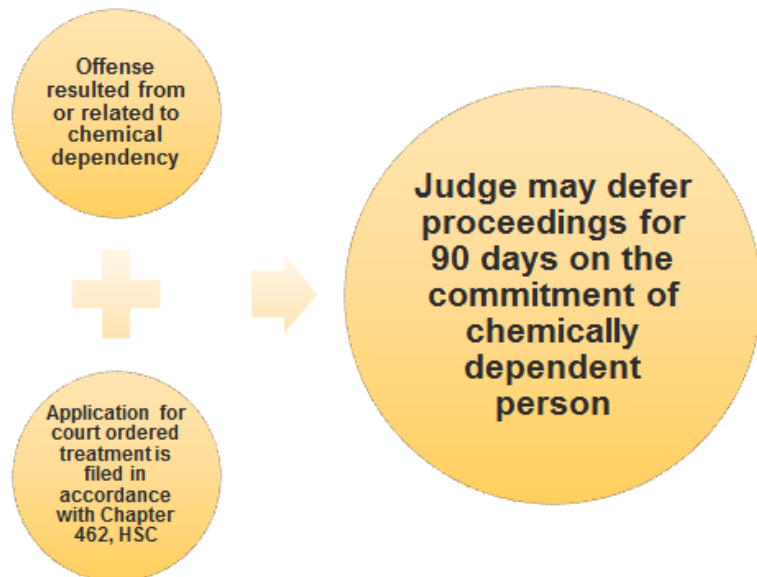 Offense
resulted from
or related to
chemical
dependency
Application for
court ordered
treatment is
filed in
accordance
with Chapter
462, HSC
Judge may defer
proceedings for
90 days on the
commitment of
chemically
dependent
person